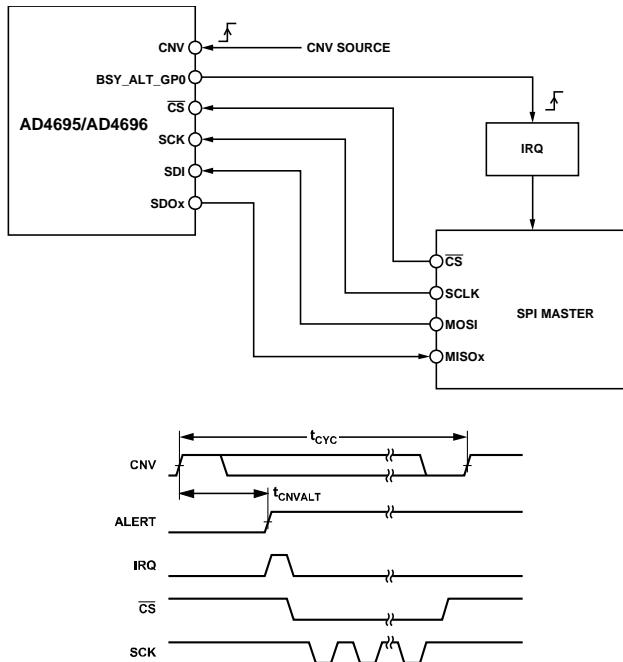 CNV
CNV SOURCE
BSY_ALT_GP0
CS
AD4695/AD4696
SCK
IRQ
SDI
SDOx
CS
SCLK
SPI MASTER
MOSI
MISOx
tCYC
CNV
tCNVALT
ALERT
IRQ
CS
SCK